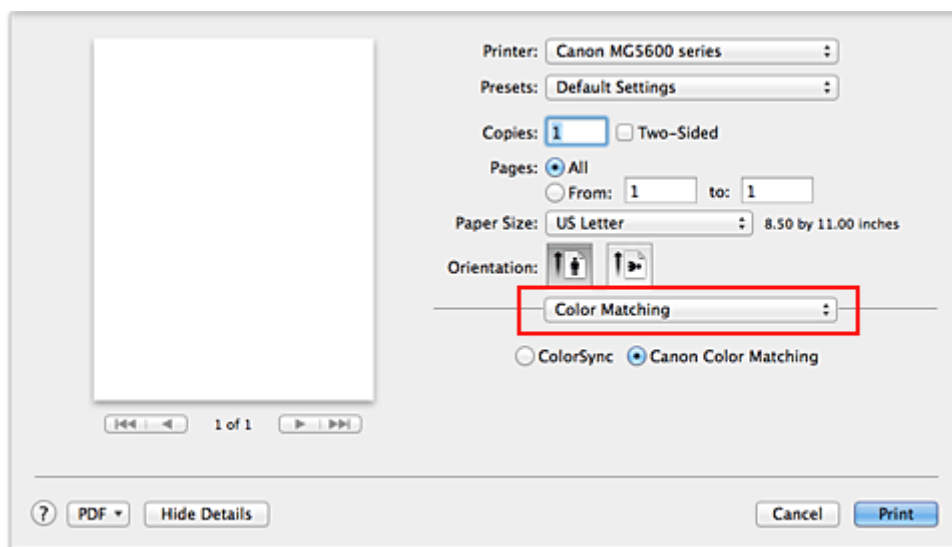 Printer: Canon MG5600 series
Presets: Default Settings
Copies: 1 Two-Sided
Pages: All
From: 1 to: 1
Paper Size: US Letter 8.50 by 11.00 inches
Orientation:
Color Matching
ColorSync Canon Color Matching
1 of 1
? PDF Hide Details Cancel Print